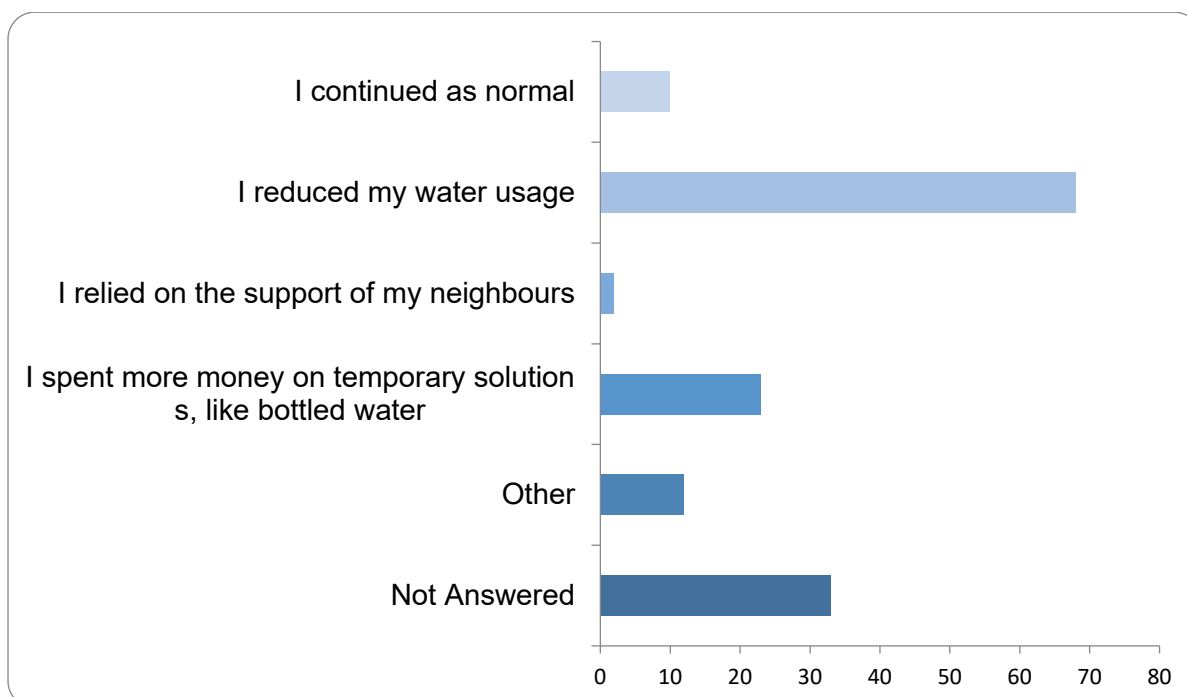 I continued as normal
I reduced my water usage
I relied on the support of my neighbours
I spent more money on temporary solution
s, like bottled water
Other
Not Answered
0 10 20 30 40 50 60 70 80